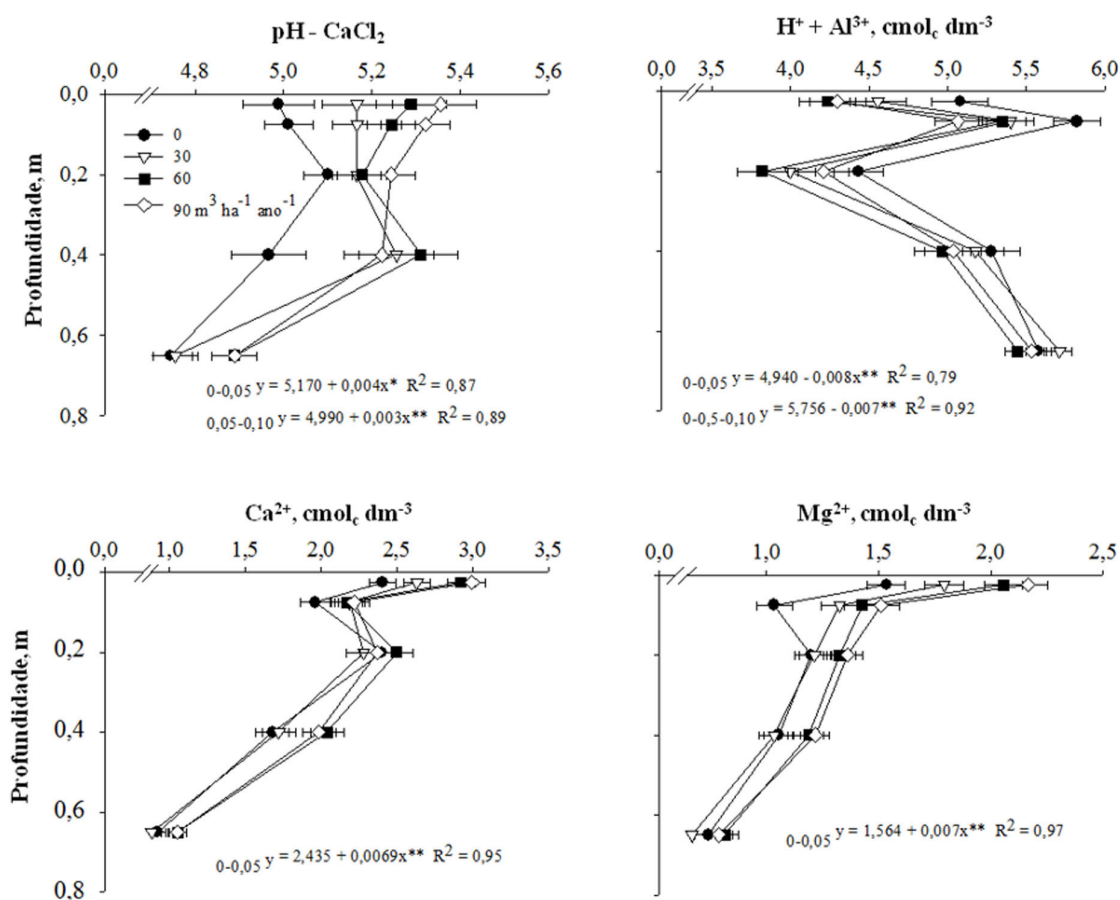 pH - CaCl₂
0,0 4,8 5,0 5,2 5,4 5,6
0,0
0,2
0,4
0,6
0,8
Profundidade, m
0
30
60
90 m³ ha⁻¹ ano⁻¹
0-0,05 y = 5,170 + 0,004x* R² = 0,87
0,05-0,10 y = 4,990 + 0,003x** R² = 0,89
H⁺ + Al³⁺, cmol꜀ dm⁻³
0,0 3,5 4,0 4,5 5,0 5,5 6,0
0-0,05 y = 4,940 - 0,008x** R² = 0,79
0-0,5-0,10 y = 5,756 - 0,007** R² = 0,92
Ca²⁺, cmol꜀ dm⁻³
0,0 1,0 1,5 2,0 2,5 3,0 3,5
0,0
0,2
0,4
0,6
0,8
Profundidade, m
0-0,05 y = 2,435 + 0,0069x** R² = 0,95
Mg²⁺, cmol꜀ dm⁻³
0,0 1,0 1,5 2,0 2,5
0-0,05 y = 1,564 + 0,007x** R² = 0,97